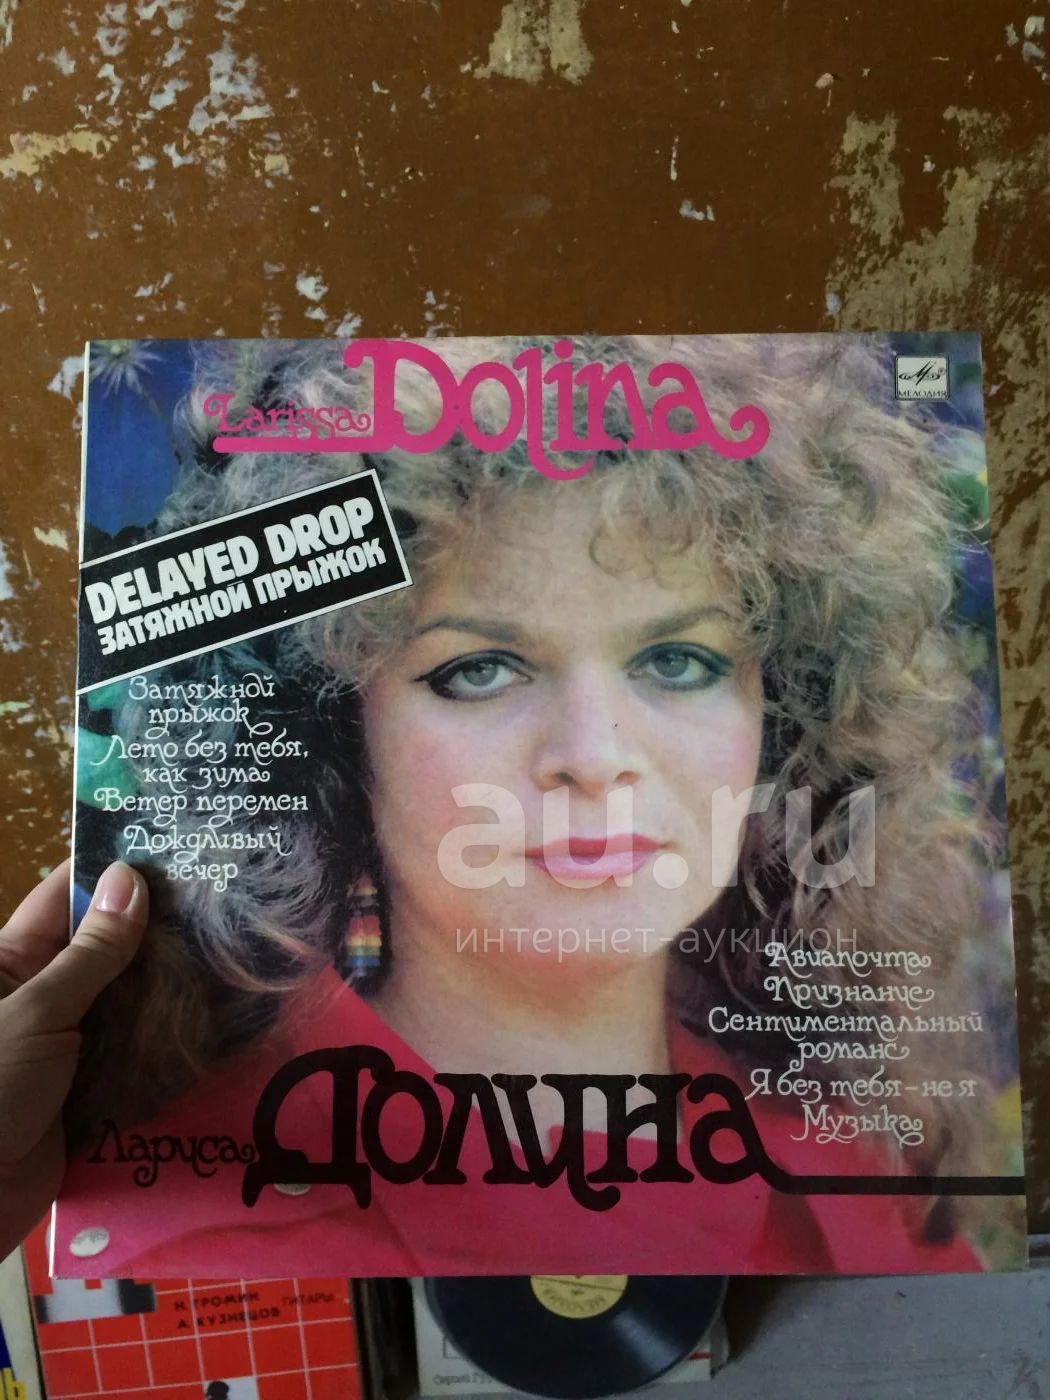 Larissa Dolina
МЕЛОДИЯ
DELAYED DROP
ЗАТЯЖНОЙ ПРЫЖОК
Затяжной
прыжок
Лето без тебя,
как зима
Ветер перемен
Дождливый
вечер
au.ru
интернет-аукцион
Авиапочта
Признание
Сентиментальный
романс
Я без тебя – не я
Музыка
Лариса Долина
Н. ГРОМИН ГИТАРЫ
А. КУЗНЕЦОВ